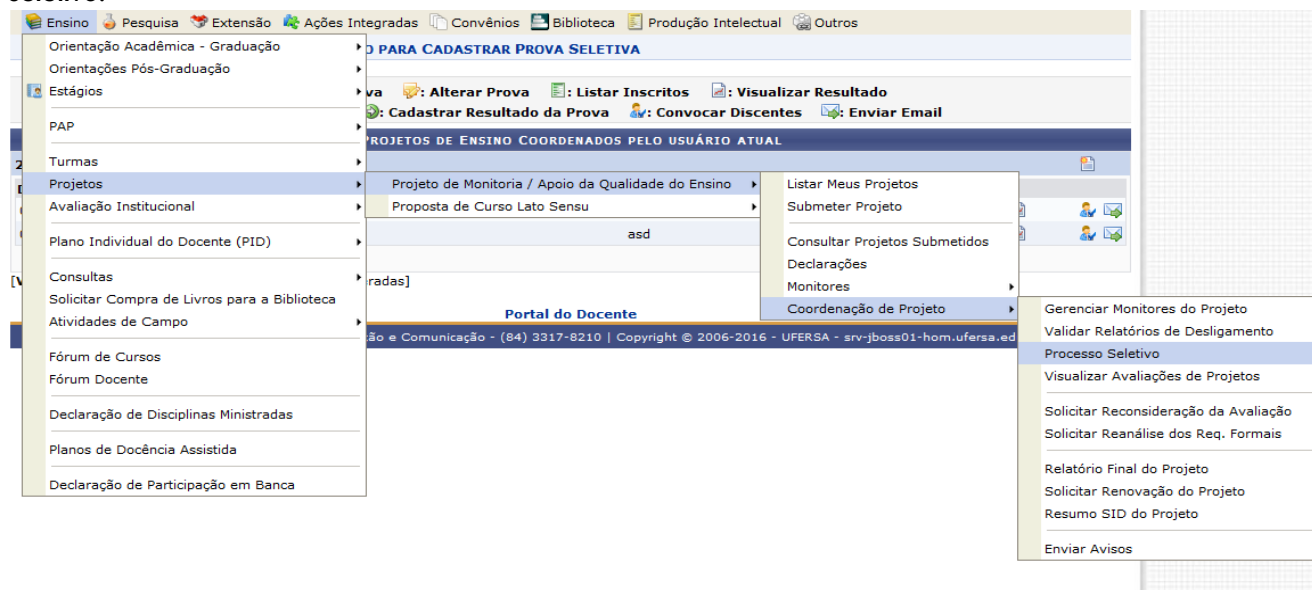 Ensino Pesquisa Extensão Ações Integradas Convênios Biblioteca Produção Intelectual Outros
Orientação Acadêmica - Graduação
O PARA CADASTRAR PROVA SELETIVA
Orientações Pós-Graduação
Estágios
va : Alterar Prova : Listar Inscritos : Visualizar Resultado
: Cadastrar Resultado da Prova : Convocar Discentes : Enviar Email
PAP
PROJETOS DE ENSINO COORDENADOS PELO USUÁRIO ATUAL
Turmas
2
Projetos
Projeto de Monitoria / Apoio da Qualidade do Ensino
Listar Meus Projetos
Avaliação Institucional
Proposta de Curso Lato Sensu
Submeter Projeto
Plano Individual do Docente (PID)
asd
Consultar Projetos Submetidos
Declarações
Consultas
eradas]
Monitores
Solicitar Compra de Livros para a Biblioteca
Atividades de Campo
Portal do Docente
Coordenação de Projeto
Gerenciar Monitores do Projeto
ão e Comunicação - (84) 3317-8210 | Copyright © 2006-2016 - UFERSA - srv-jboss01-hom.ufersa.ed
Validar Relatórios de Desligamento
Fórum de Cursos
Processo Seletivo
Fórum Docente
Visualizar Avaliações de Projetos
Declaração de Disciplinas Ministradas
Solicitar Reconsideração da Avaliação
Solicitar Reanálise dos Req. Formais
Planos de Docência Assistida
Relatório Final do Projeto
Declaração de Participação em Banca
Solicitar Renovação do Projeto
Resumo SID do Projeto
Enviar Avisos